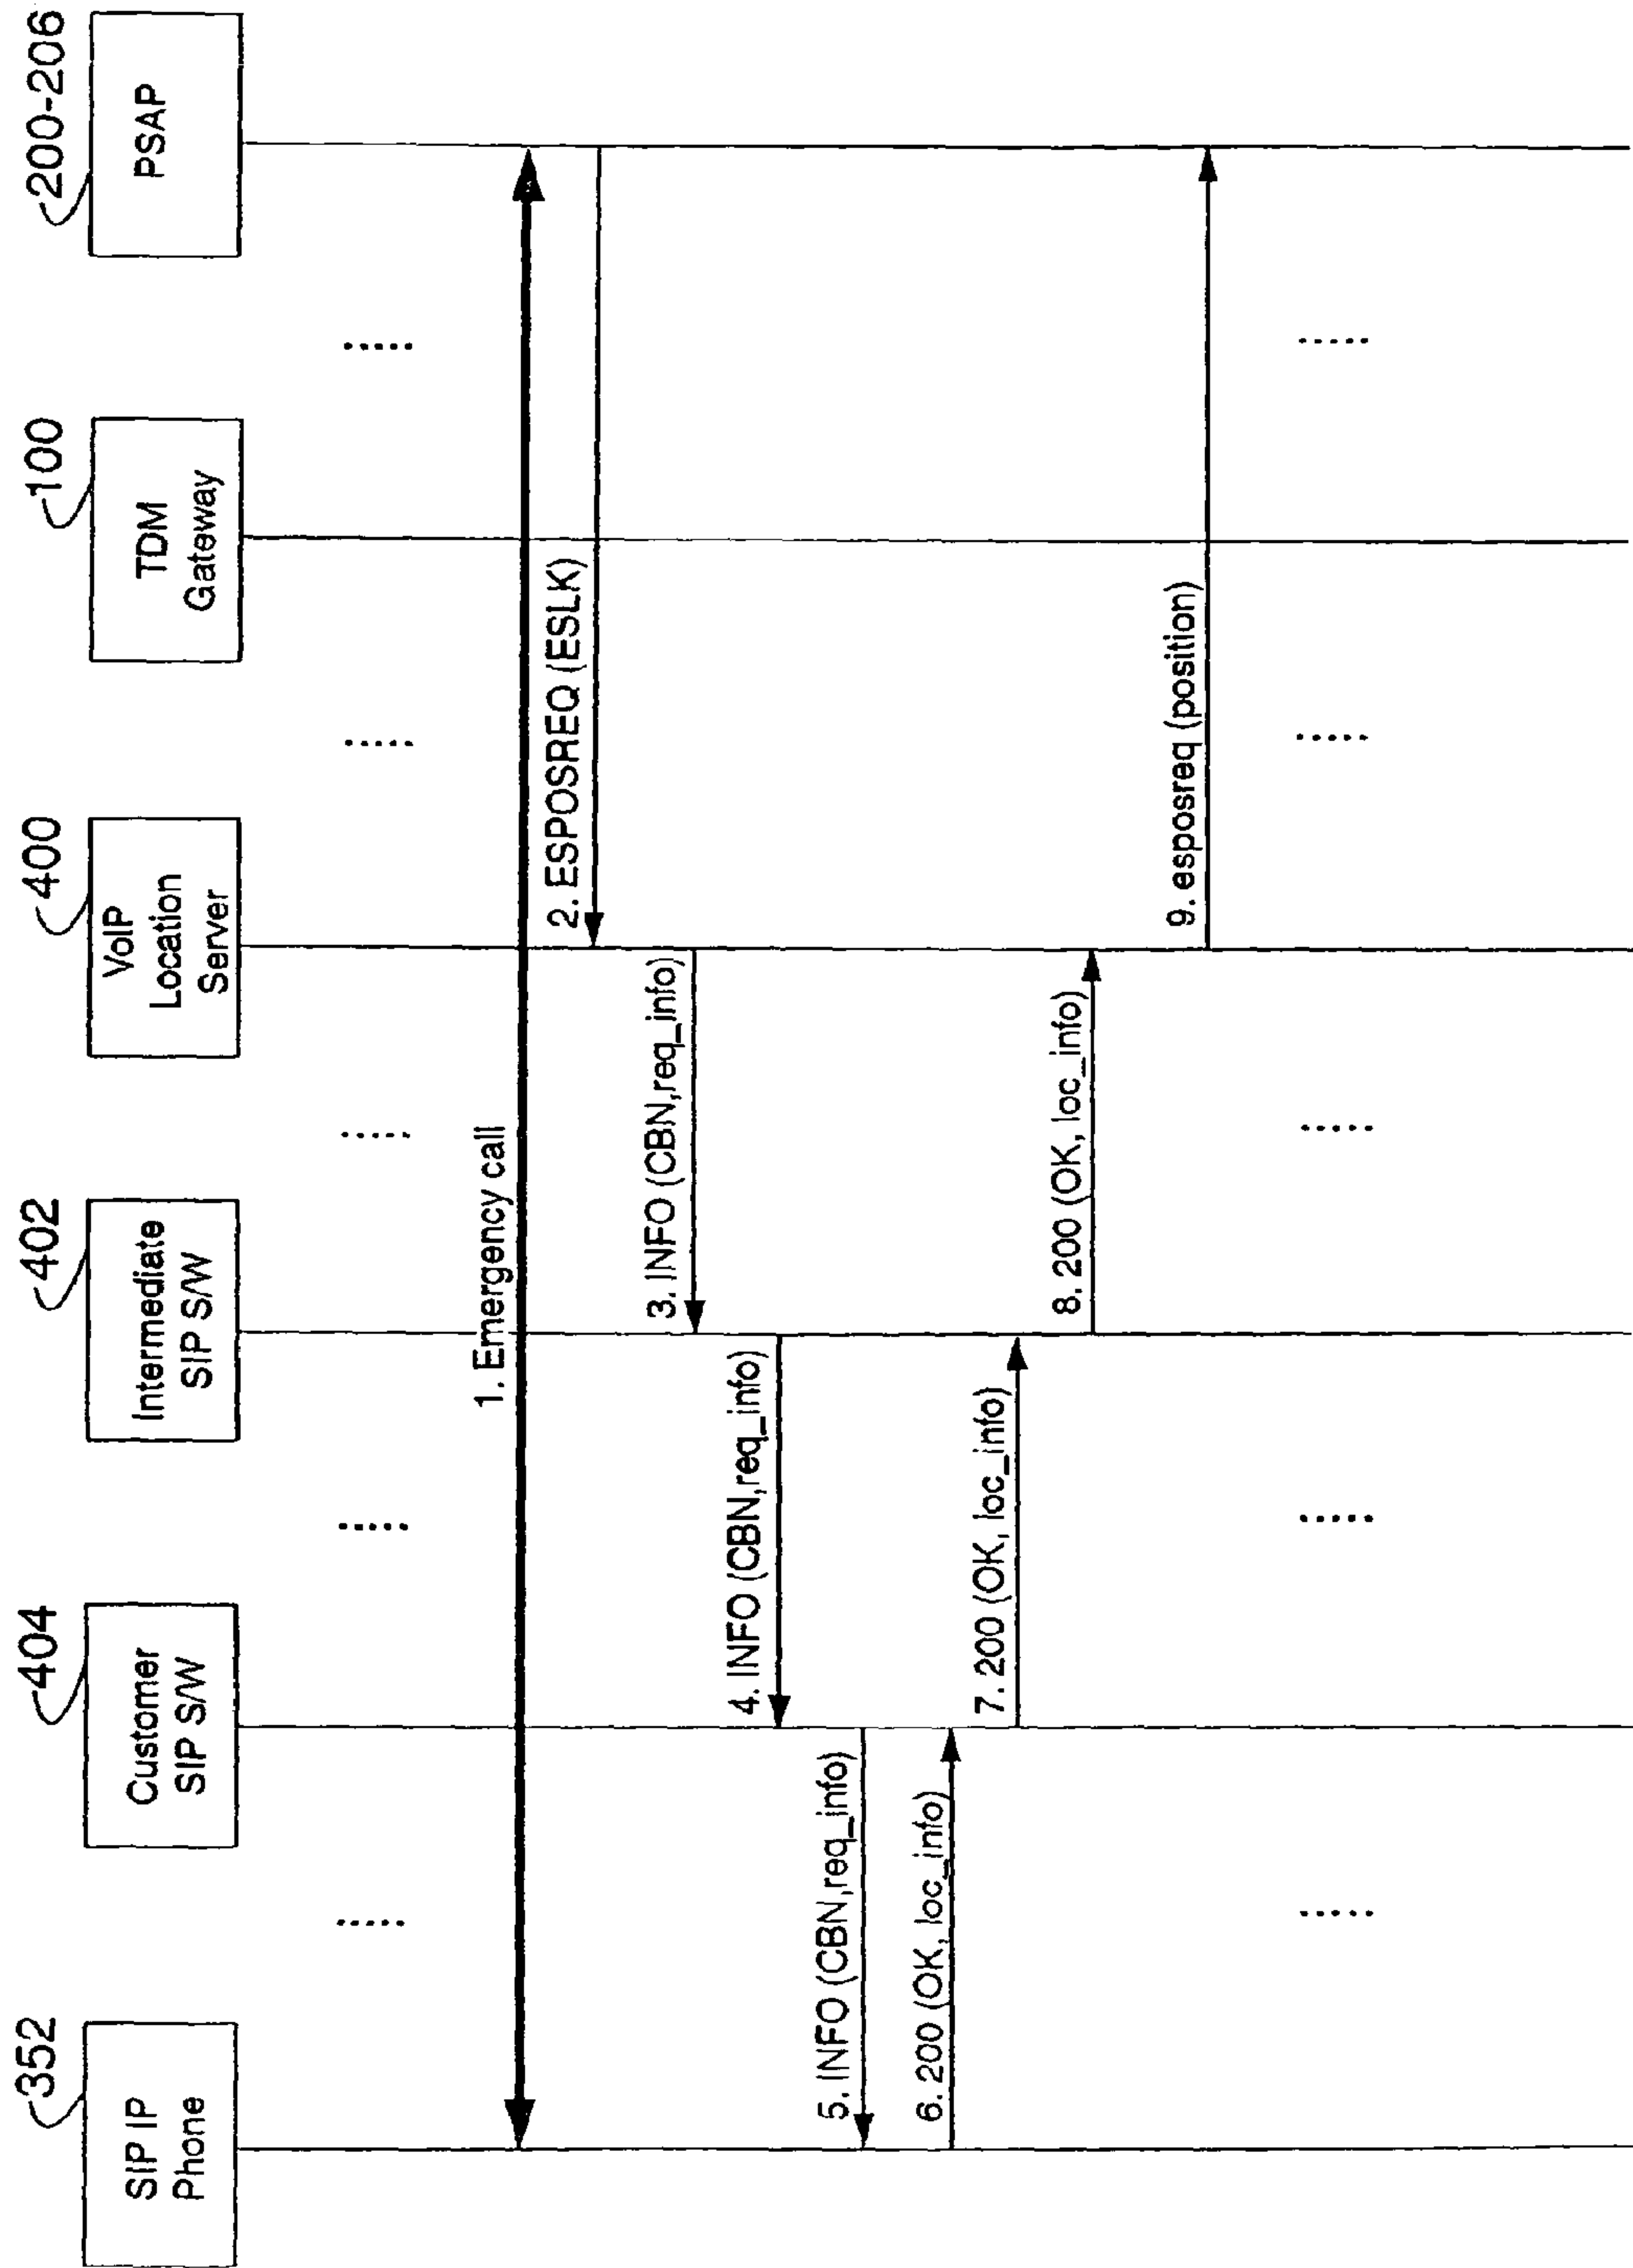 352
SIP IP
Phone
404
Customer
SIP S/W
402
Intermediate
SIP S/W
400
VoIP
Location
Server
100
TDM
Gateway
200-206
PSAP
1. Emergency call
2. ESPOSREQ (ESLK)
3. INFO (CBN,req_info)
4. INFO (CBN,req_info)
5. INFO (CBN,req_info)
6. 200 (OK, loc_info)
7. 200 (OK, loc_info)
8. 200 (OK, loc_info)
9. esposreq (position)